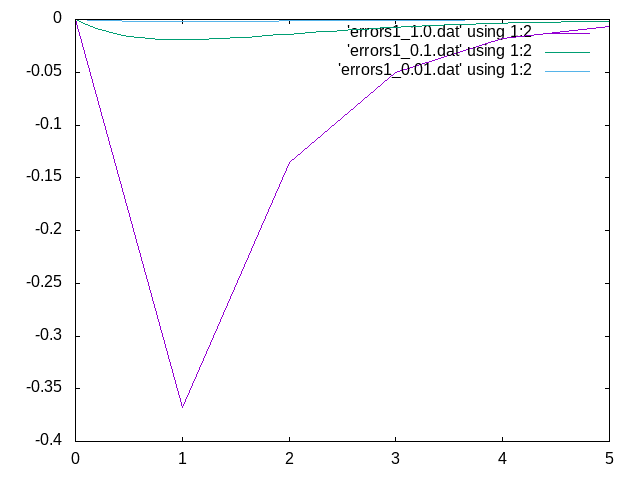 0
-0.05
-0.1
-0.15
-0.2
-0.25
-0.3
-0.35
-0.4
0 1 2 3 4 5
'errors1_1.0.dat' using 1:2
'errors1_0.1.dat' using 1:2
'errors1_0.01.dat' using 1:2